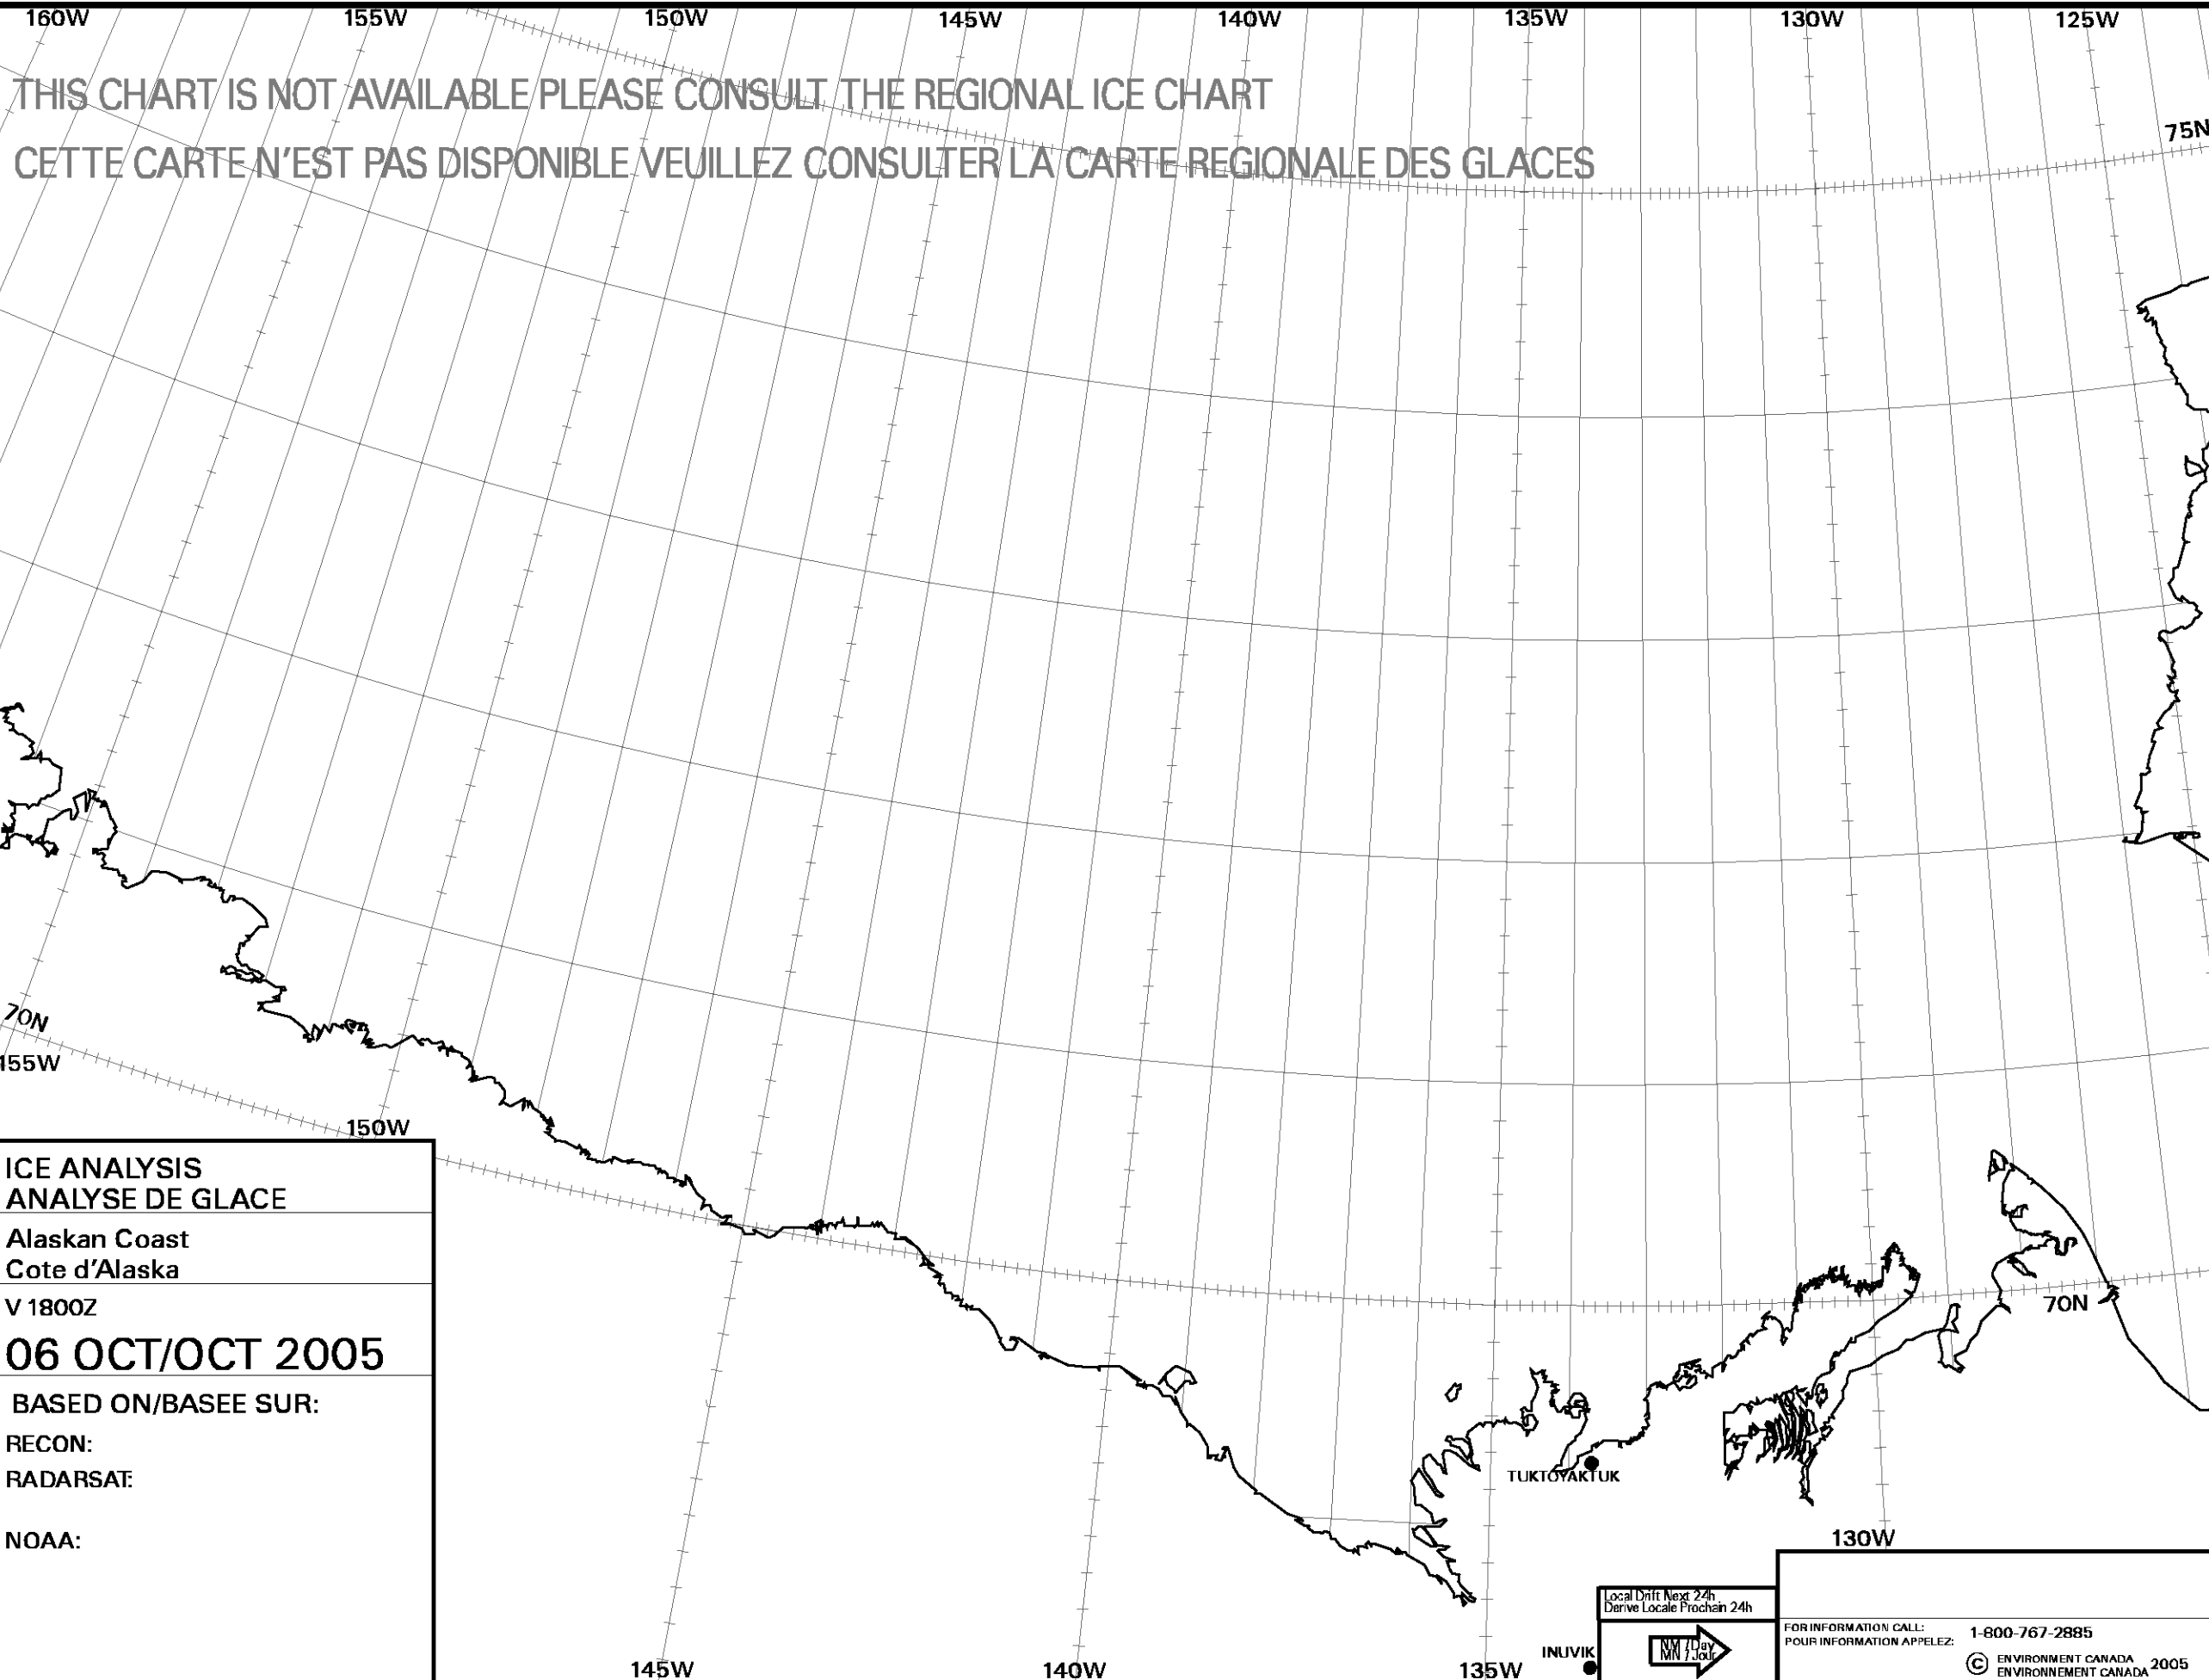 160W 155W 150W 145W 140W 135W 130W 125W
THIS CHART IS NOT AVAILABLE PLEASE CONSULT THE REGIONAL ICE CHART
75N
CETTE CARTE N'EST PAS DISPONIBLE VEUILLEZ CONSULTER LA CARTE REGIONALE DES GLACES
70N
155W
150W
ICE ANALYSIS
ANALYSE DE GLACE
Alaskan Coast
Cote d'Alaska
V 1800Z
06 OCT/OCT 2005
BASED ON/BASEE SUR:
RECON:
RADARSAT:
NOAA:
70N
TUKTOYAKTUK
130W
INUVIK
145W 140W 135W
Local Drift Next 24h
Derive Locale Prochain 24h
NM / Day
MN / Jour
FOR INFORMATION CALL:
POUR INFORMATION APPELEZ:
1-800-767-2885
© ENVIRONMENT CANADA
ENVIRONNEMENT CANADA 2005